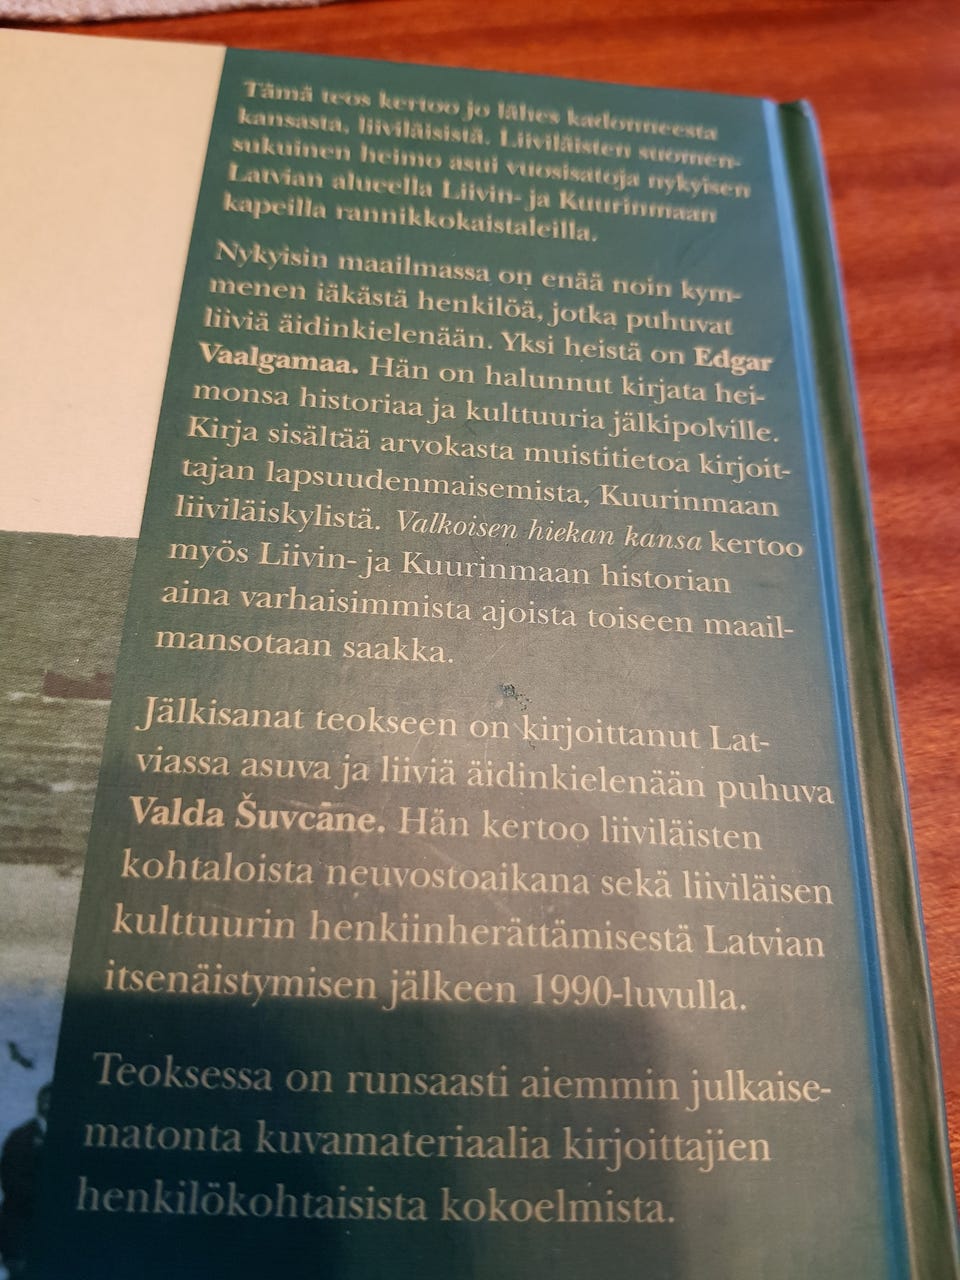 Tämä teos kertoo jo lähes kadonneesta
kansasta, liiviläisistä. Liiviläisten suomen-
sukuinen heimo asui vuosisatoja nykyisen
Latvian alueella Liivin- ja Kuurinmaan
kapeilla rannikkokaistaleilla.
Nykyisin maailmassa on enää noin kym-
menen iäkästä henkilöä, jotka puhuvat
liiviä äidinkielenään. Yksi heistä on Edgar
Vaalgamaa. Hän on halunnut kirjata hei-
monsa historiaa ja kulttuuria jälkipolville.
Kirja sisältää arvokasta muistitietoa kirjoit-
tajan lapsuudenmaisemista, Kuurinmaan
liiviläiskylistä. Valkoisen hiekan kansa kertoo
myös Liivin- ja Kuurinmaan historian
aina varhaisimmista ajoista toiseen maail-
mansotaan saakka.
Jälkisanat teokseen on kirjoittanut Lat-
viassa asuva ja liiviä äidinkielenään puhuva
Valda Šuvcāne. Hän kertoo liiviläisten
kohtaloista neuvostoaikana sekä liiviläisen
kulttuurin henkiinherättämisestä Latvian
itsenäistymisen jälkeen 1990-luvulla.
Teoksessa on runsaasti aiemmin julkaise-
matonta kuvamateriaalia kirjoittajien
henkilökohtaisista kokoelmista.